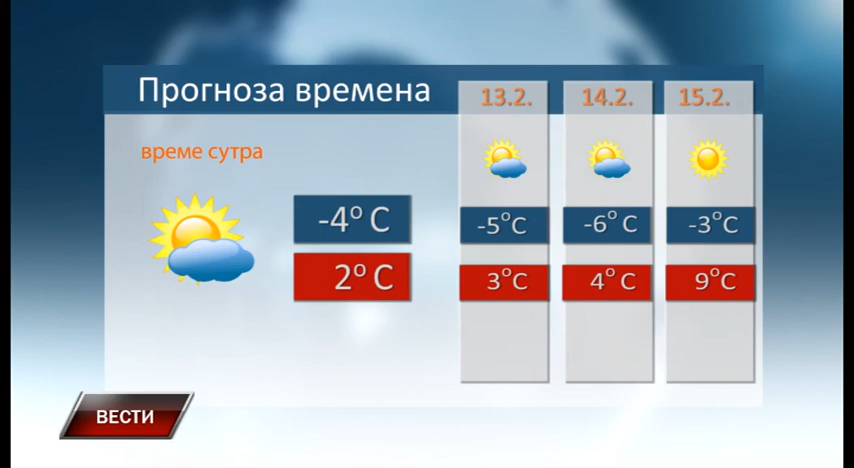 Прогноза времена
време сутра
-4° C
2° C
13.2.
-5°C
3°C
14.2.
-6°C
4°C
15.2.
-3°C
9°C
ВЕСТИ